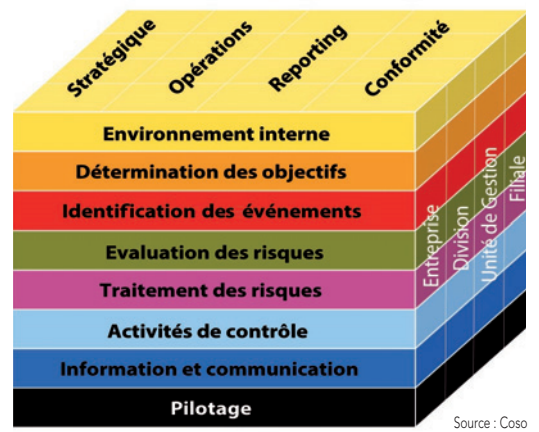 Stratégique
Opérations
Reporting
Conformité
Environnement interne
Détermination des objectifs
Identification des événements
Evaluation des risques
Traitement des risques
Activités de contrôle
Information et communication
Pilotage
Entreprise
Division
Unité de Gestion
Filiale
Source : Coso